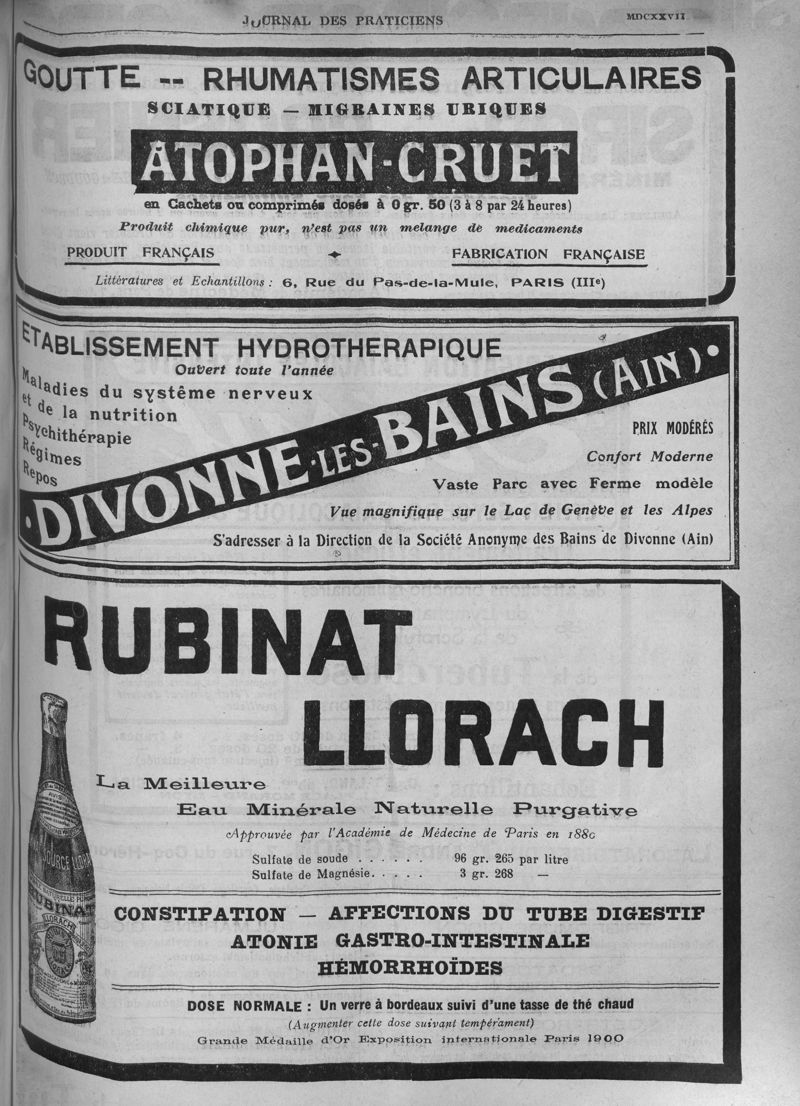 JOURNAL DES PRATICIENS
MDCXXVII
GOUTTE -- RHUMATISMES ARTICULAIRES
SCIATIQUE — MIGRAINES URIQUES
ATOPHAN-CRUET
en Cachets ou comprimés dosés à 0 gr. 50 (3 à 8 par 24 heures)
Produit chimique pur, n'est pas un melange de medicaments
PRODUIT FRANÇAIS
FABRICATION FRANÇAISE
Littératures et Echantillons : 6, Rue du Pas-de-la-Mule, PARIS (IIIe)
ETABLISSEMENT HYDROTHERAPIQUE
Ouvert toute l'année
Maladies du système nerveux
et de la nutrition
Psychithérapie
Régimes
Repos
DIVONNE-LES-BAINS (AIN)
PRIX MODÉRÉS
Confort Moderne
Vaste Parc avec Ferme modèle
Vue magnifique sur le Lac de Genève et les Alpes
S'adresser à la Direction de la Société Anonyme des Bains de Divonne (Ain)
RUBINAT
LLORACH
La Meilleure
Eau Minérale Naturelle Purgative
Approuvée par l'Académie de Médecine de Paris en 1880
Sulfate de soude . . . . . . 96 gr. 265 par litre
Sulfate de Magnésie. . . . . 3 gr. 268 —
SOURCE LLORACH
RUBINAT
LLORACH
CONSTIPATION — AFFECTIONS DU TUBE DIGESTIF
ATONIE GASTRO-INTESTINALE
HÉMORRHOÏDES
DOSE NORMALE : Un verre à bordeaux suivi d'une tasse de thé chaud
(Augmenter cette dose suivant tempérament)
Grande Médaille d'Or Exposition internationale Paris 1900